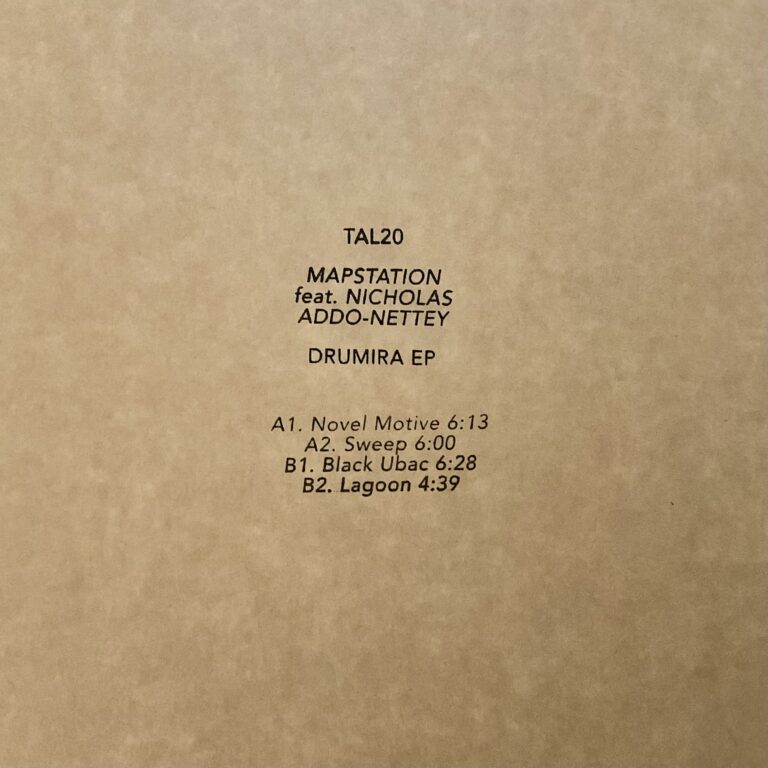 TAL20
MAPSTATION
feat. NICHOLAS
ADDO-NETTEY
DRUMIRA EP
A1. Novel Motive 6:13
A2. Sweep 6:00
B1. Black Ubac 6:28
B2. Lagoon 4:39